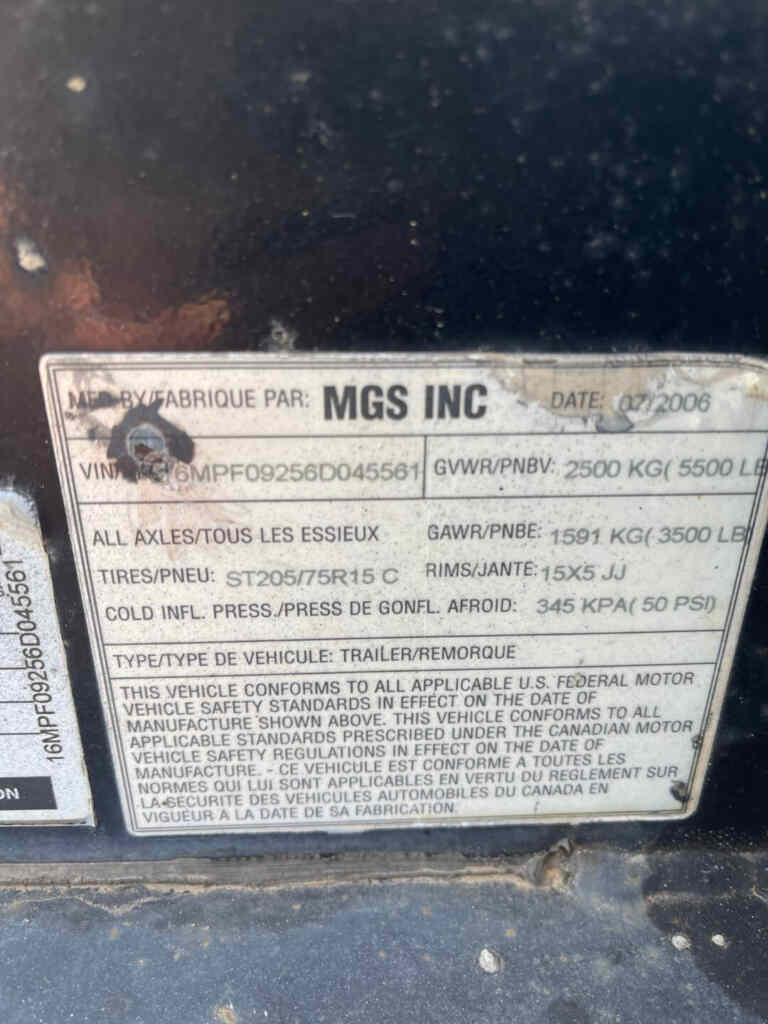 MFD BY/FABRIQUE PAR: MGS INC DATE: 07/2006
VIN/ 16MPF09256D045561 GVWR/PNBV: 2500 KG( 5500 LB
ALL AXLES/TOUS LES ESSIEUX GAWR/PNBE: 1591 KG( 3500 LB)
TIRES/PNEU: ST205/75R15 C RIMS/JANTE: 15X5 JJ
COLD INFL. PRESS./PRESS DE GONFL. AFROID: 345 KPA( 50 PSI)
TYPE/TYPE DE VEHICULE: TRAILER/REMORQUE
THIS VEHICLE CONFORMS TO ALL APPLICABLE U.S. FEDERAL MOTOR
VEHICLE SAFETY STANDARDS IN EFFECT ON THE DATE OF
MANUFACTURE SHOWN ABOVE. THIS VEHICLE CONFORMS TO ALL
APPLICABLE STANDARDS PRESCRIBED UNDER THE CANADIAN MOTOR
VEHICLE SAFETY REGULATIONS IN EFFECT ON THE DATE OF
MANUFACTURE. - CE VEHICULE EST CONFORME A TOUTES LES
NORMES QUI LUI SONT APPLICABLES EN VERTU DU REGLEMENT SUR
LA SECURITE DES VEHICULES AUTOMOBILES DU CANADA EN
VIGUEUR À LA DATE DE SA FABRICATION.
16MPF09256D045561
ON